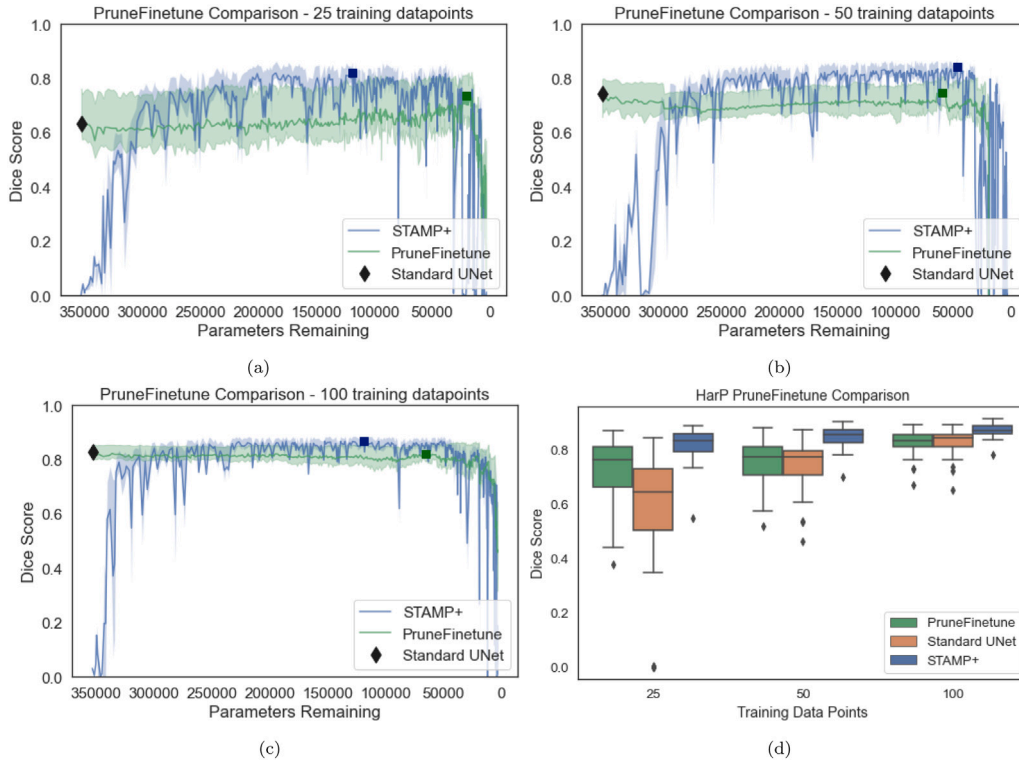 PruneFinetune Comparison - 25 training datapoints
1.0
0.8
0.6
0.4
0.2
0.0
Dice Score
STAMP+
PruneFinetune
Standard UNet
350000 300000 250000 200000 150000 100000 50000 0
Parameters Remaining
(a)
PruneFinetune Comparison - 50 training datapoints
1.0
0.8
0.6
0.4
0.2
0.0
Dice Score
STAMP+
PruneFinetune
Standard UNet
350000 300000 250000 200000 150000 100000 50000 0
Parameters Remaining
(b)
PruneFinetune Comparison - 100 training datapoints
1.0
0.8
0.6
0.4
0.2
0.0
Dice Score
STAMP+
PruneFinetune
Standard UNet
350000 300000 250000 200000 150000 100000 50000 0
Parameters Remaining
(c)
HarP PruneFinetune Comparison
0.8
0.6
0.4
0.2
0.0
Dice Score
PruneFinetune
Standard UNet
STAMP+
25 50 100
Training Data Points
(d)